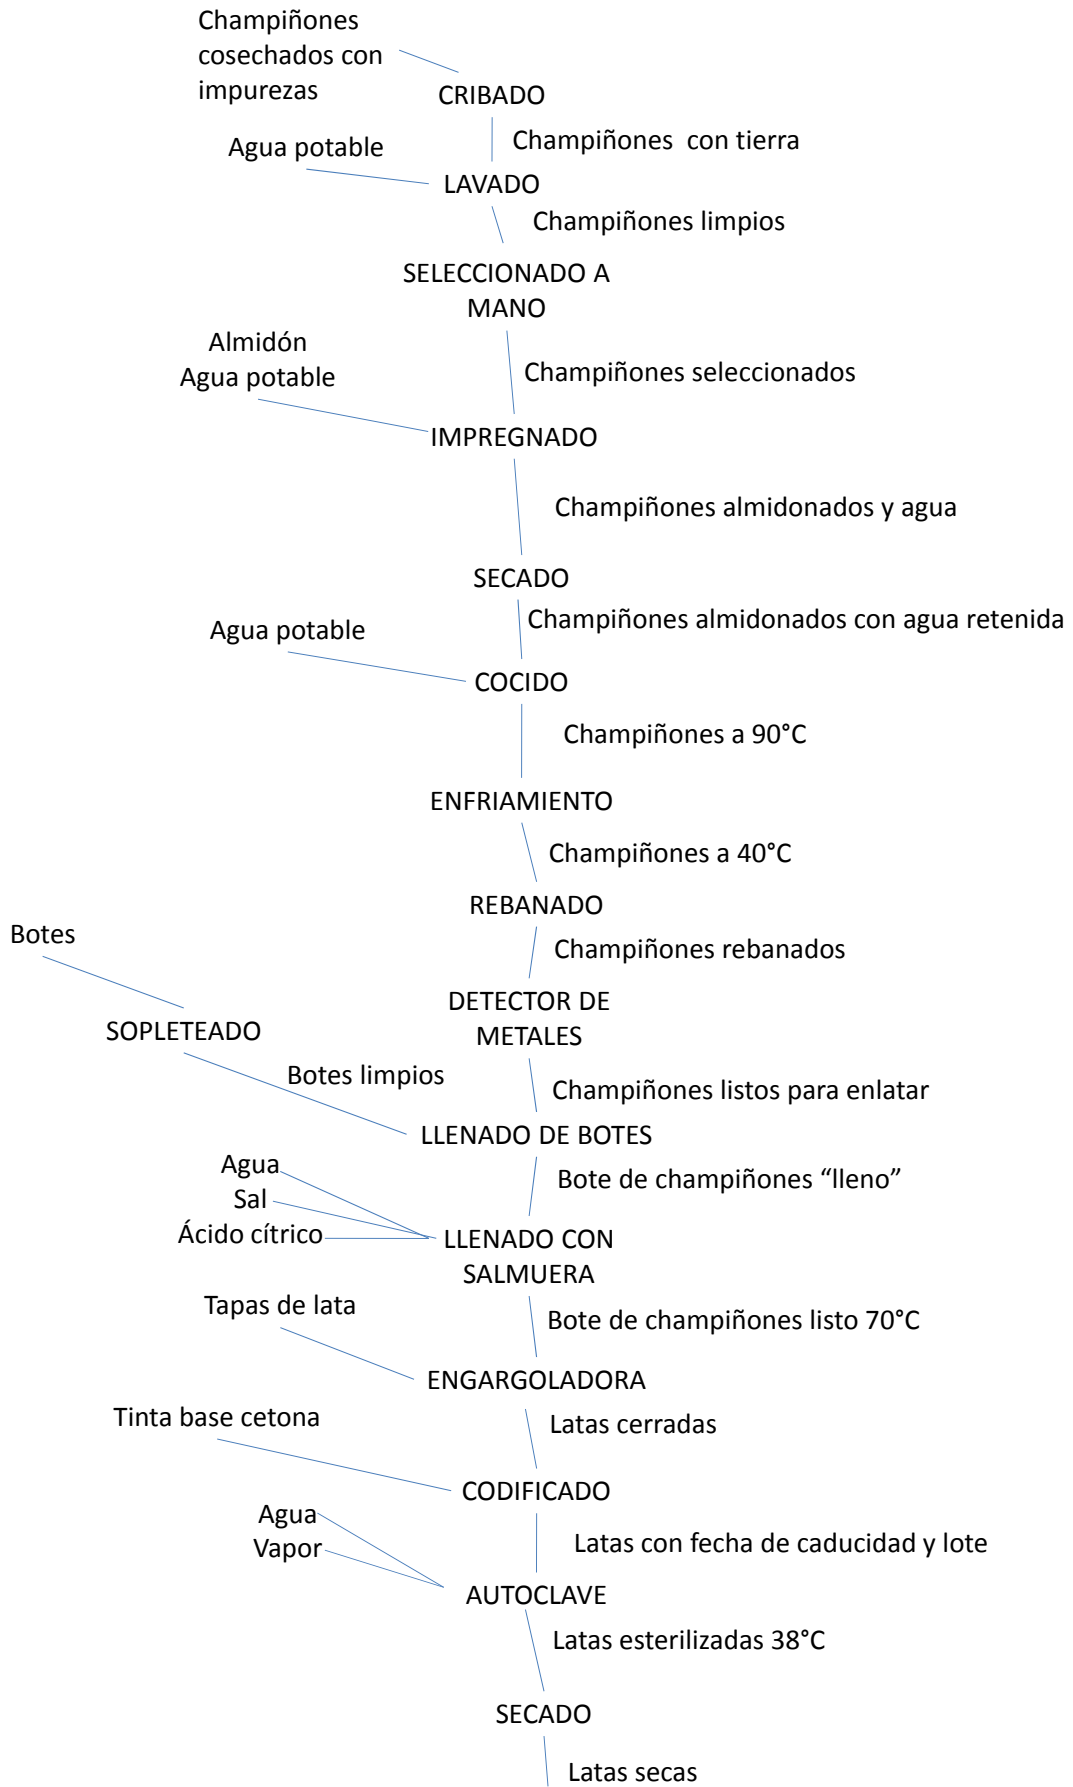 Champiñones
cosechados con
impurezas
CRIBADO
Champiñones  con tierra
Agua potable
LAVADO
Champiñones limpios
SELECCIONADO A
MANO
Almidón
Agua potable
Champiñones seleccionados
IMPREGNADO
Champiñones almidonados y agua
SECADO
Champiñones almidonados con agua retenida
Agua potable
COCIDO
Champiñones a 90°C
ENFRIAMIENTO
Champiñones a 40°C
REBANADO
Champiñones rebanados
Botes
DETECTOR DE
METALES
SOPLETEADO
Botes limpios
Champiñones listos para enlatar
LLENADO DE BOTES
Bote de champiñones “lleno”
Agua
Sal
Ácido cítrico
LLENADO CON
SALMUERA
Tapas de lata
Bote de champiñones listo 70°C
ENGARGOLADORA
Tinta base cetona
Latas cerradas
CODIFICADO
Agua
Vapor
Latas con fecha de caducidad y lote
AUTOCLAVE
Latas esterilizadas 38°C
SECADO
Latas secas